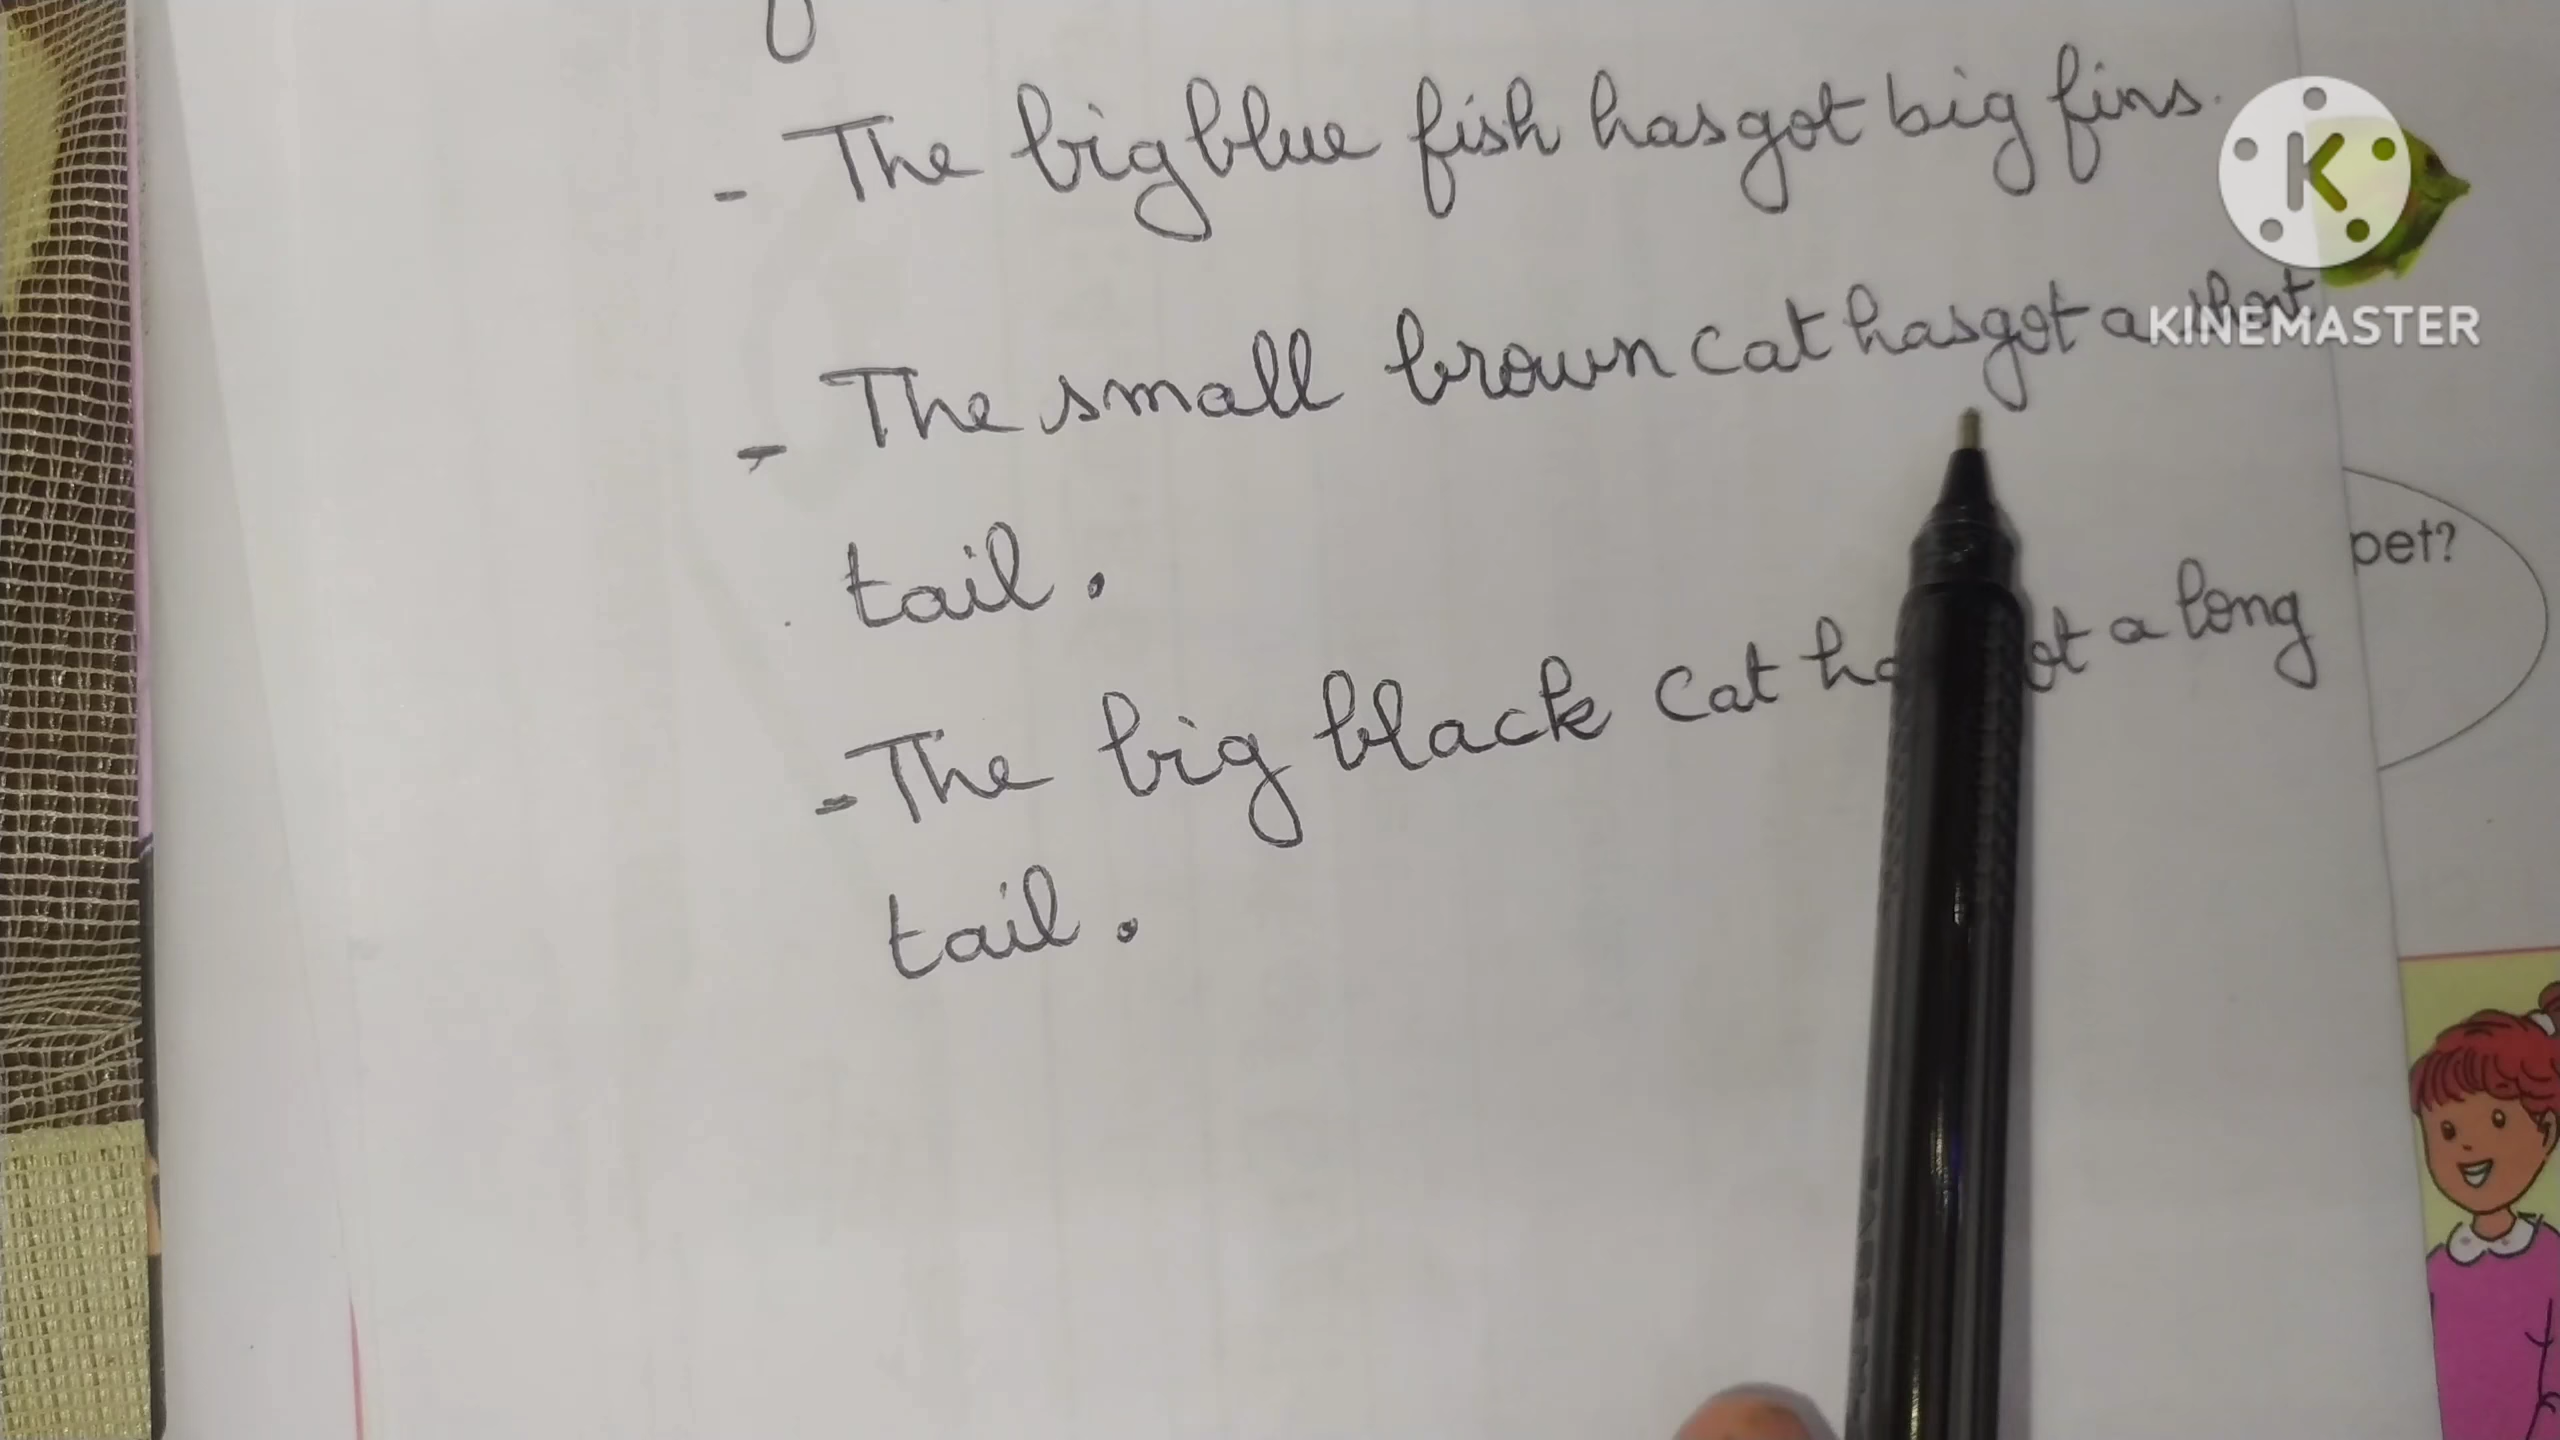 - The big blue fish has got big fins.
K
- The small brown cat has got a short
KINEMASTER
tail.
pet?
- The big black cat a long
tail.